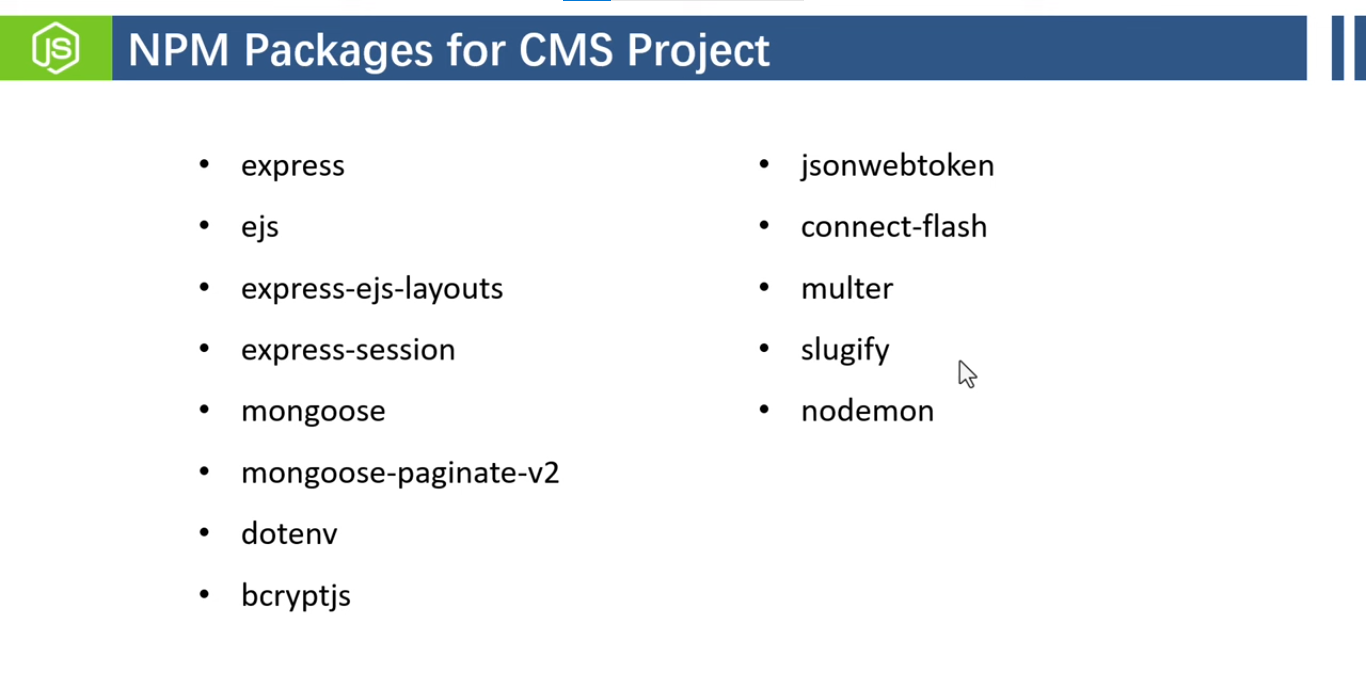 JS
NPM Packages for CMS Project
• express
• ejs
• express-ejs-layouts
• express-session
• mongoose
• mongoose-paginate-v2
• dotenv
• bcryptjs
• jsonwebtoken
• connect-flash
• multer
• slugify
• nodemon